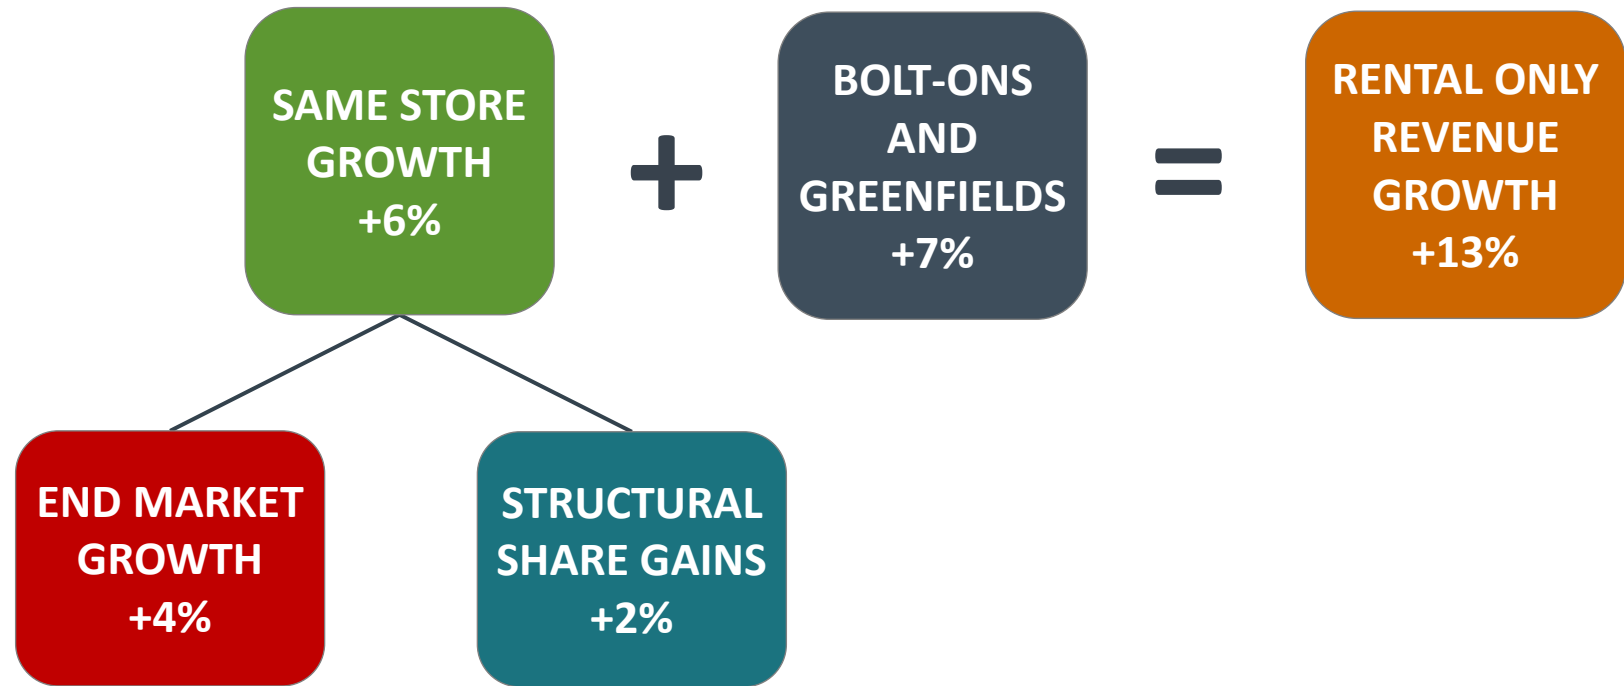 SAME STORE
GROWTH
+6%
+
BOLT-ONS
AND
GREENFIELDS
+7%
=
RENTAL ONLY
REVENUE
GROWTH
+13%
END MARKET
GROWTH
+4%
STRUCTURAL
SHARE GAINS
+2%